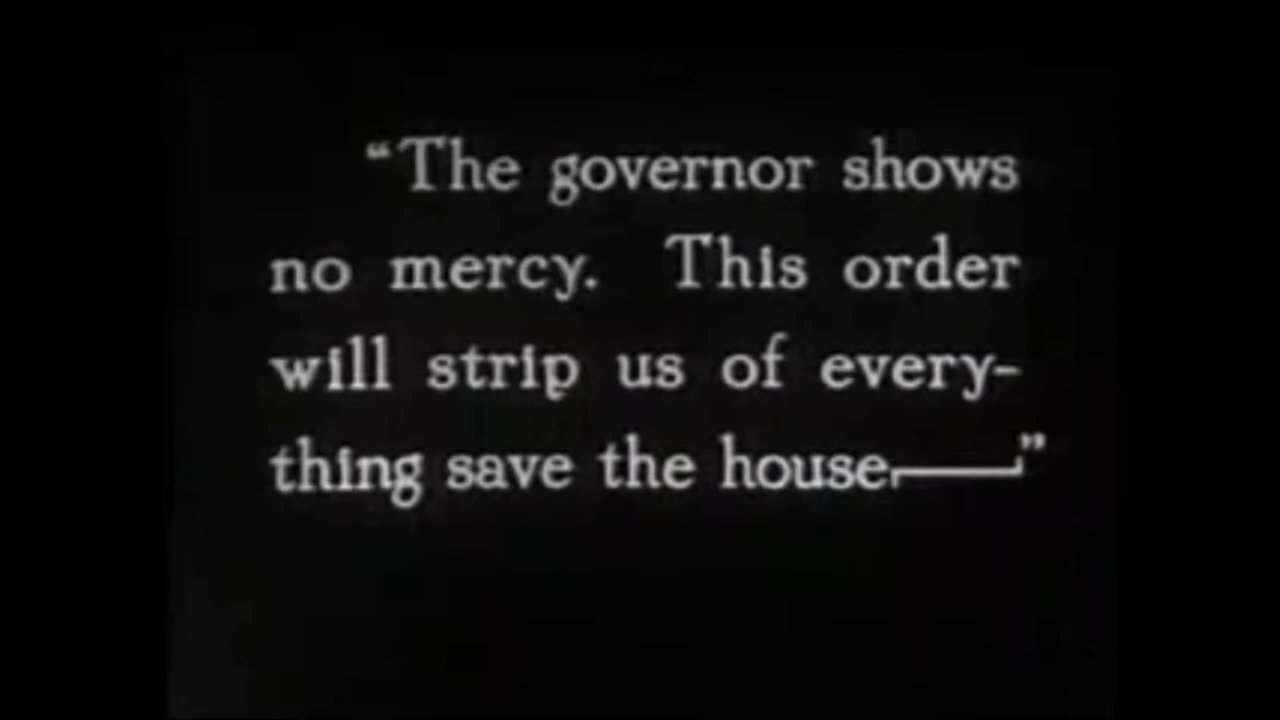 “The governor shows
no mercy. This order
will strip us of every-
thing save the house——”